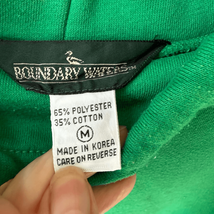 BOUNDARY WATERS
65% POLYESTER
35% COTTON
M
MADE IN KOREA
CARE ON REVERSE